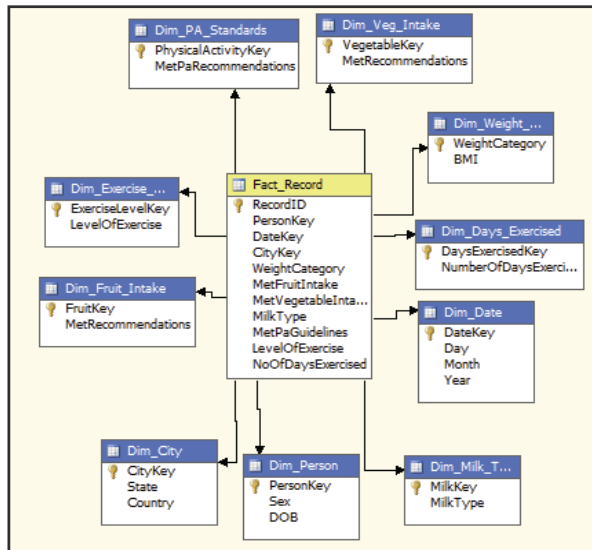 Dim_PA_Standards
PhysicalActivityKey
MetPaRecommendations
Dim_Veg_Intake
VegetableKey
MetRecommendations
Dim_Weight_...
WeightCategory
BMI
Dim_Exercise_...
ExerciseLevelKey
LevelOfExercise
Fact_Record
RecordID
PersonKey
DateKey
CityKey
WeightCategory
MetFruitIntake
MetVegetableInta...
MilkType
MetPaGuidelines
LevelOfExercise
NoOfDaysExercised
Dim_Days_Exercised
DaysExercisedKey
NumberOfDaysExerci...
Dim_Fruit_Intake
FruitKey
MetRecommendations
Dim_Date
DateKey
Day
Month
Year
Dim_City
CityKey
State
Country
Dim_Person
PersonKey
Sex
DOB
Dim_Milk_T...
MilkKey
MilkType